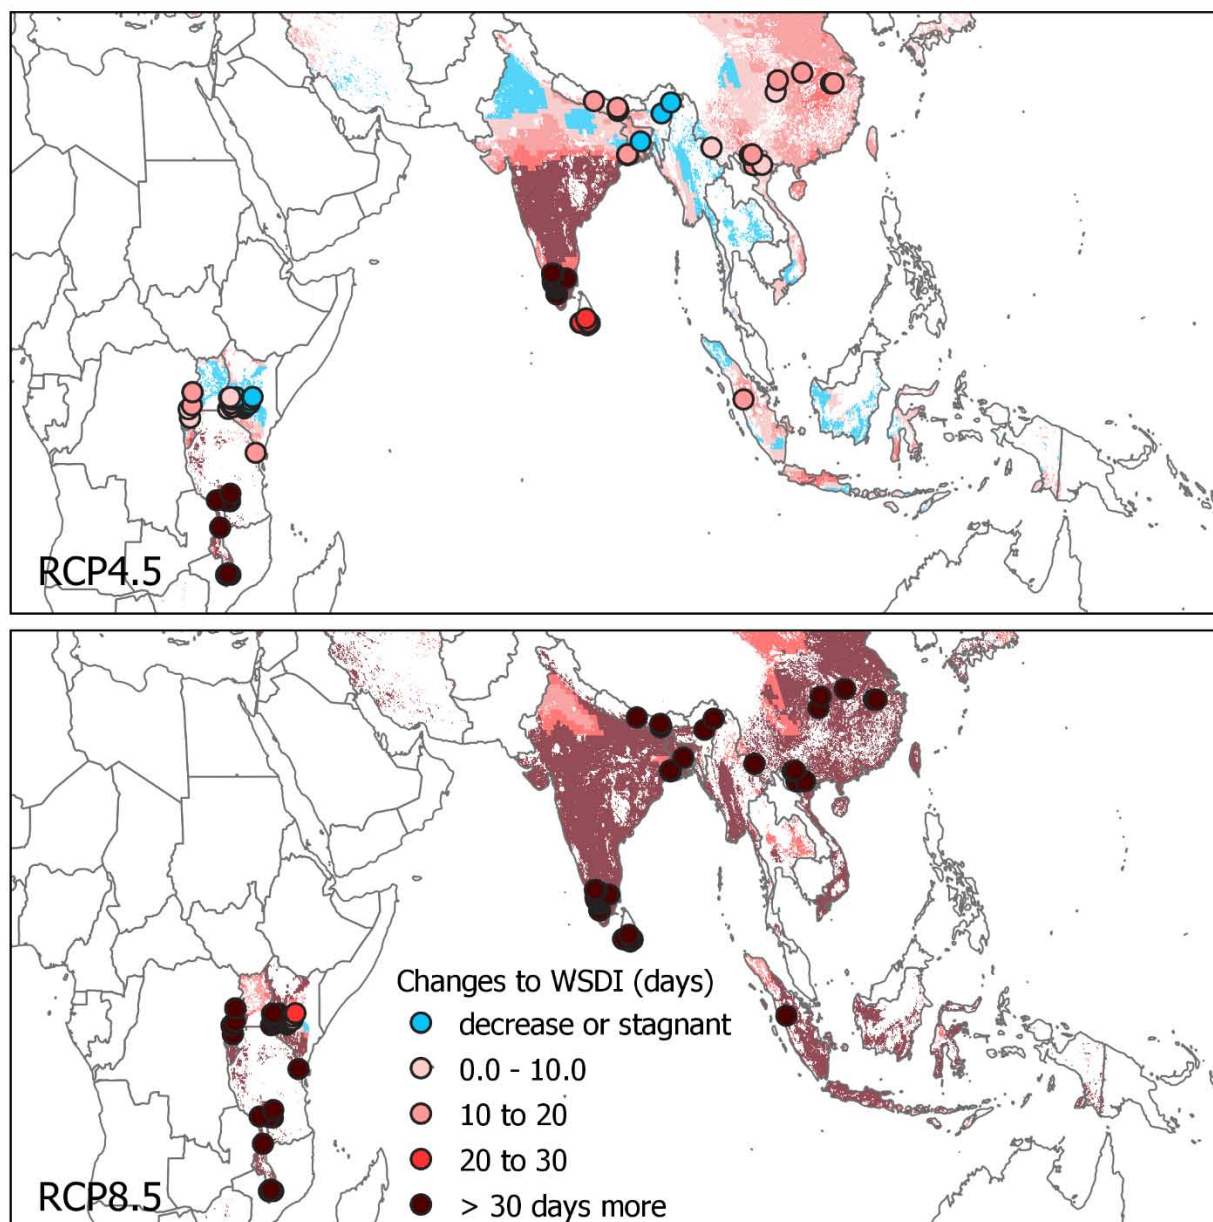 RCP4.5
Changes to WSDI (days)
decrease or stagnant
0.0 - 10.0
10 to 20
20 to 30
> 30 days more
RCP8.5